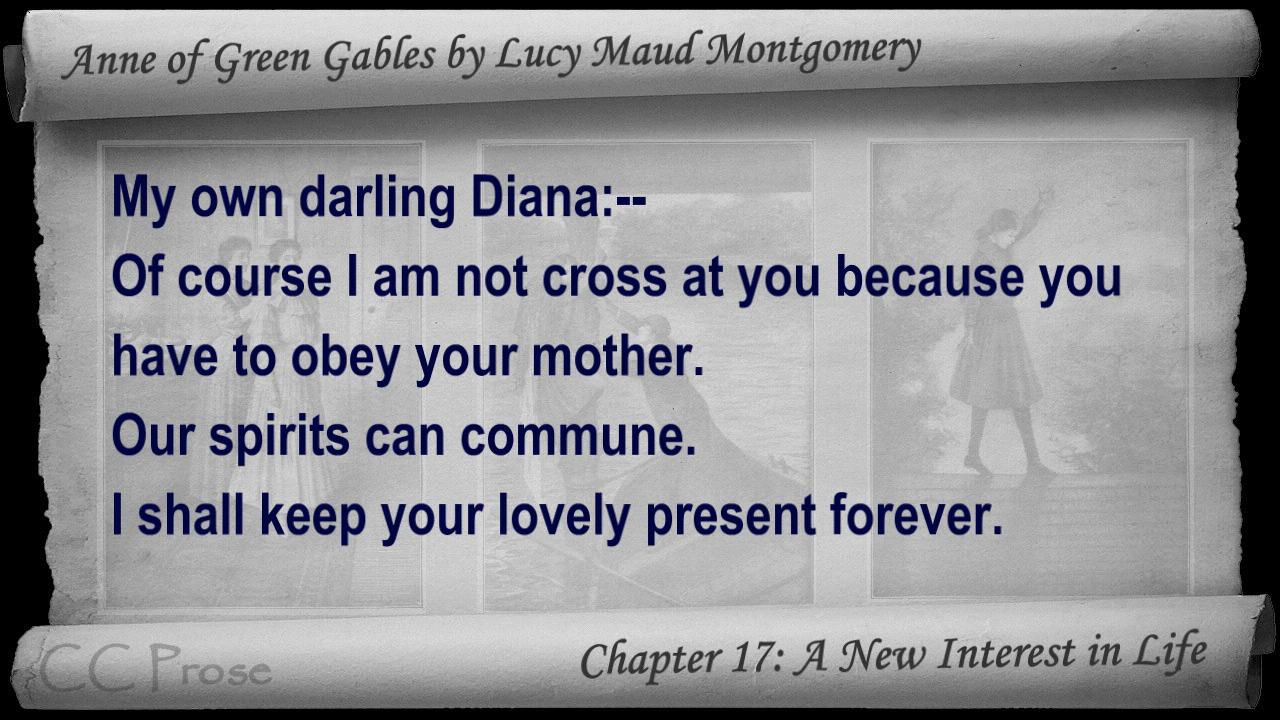 Anne of Green Gables by Lucy Maud Montgomery
My own darling Diana:--
Of course I am not cross at you because you
have to obey your mother.
Our spirits can commune.
I shall keep your lovely present forever.
CC Prose
Chapter 17: A New Interest in Life